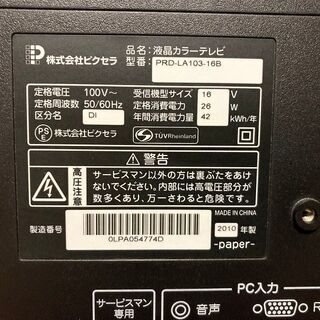 株式会社ピクセラ
品名：液晶カラーテレビ
型番： PRD-LA103-16B
定格電圧 100V～
定格周波数 50/60Hz
区分名 DI
受信機型サイズ 16 V
定格消費電力 26 W
年間消費電力量 42 kWh/年
PS
E
株式会社ピクセラ
TÜVRheinland
高圧注意
警告
サービスマン以外の方は裏ぶたをあけ
ないでください。内部には高電圧部分が
数多くあり、万一さわると危険です。
MADE IN CHINA
製造番号
0LPA054774D
2010 年製
-paper-
サービスマン
専用
PC入力
音声